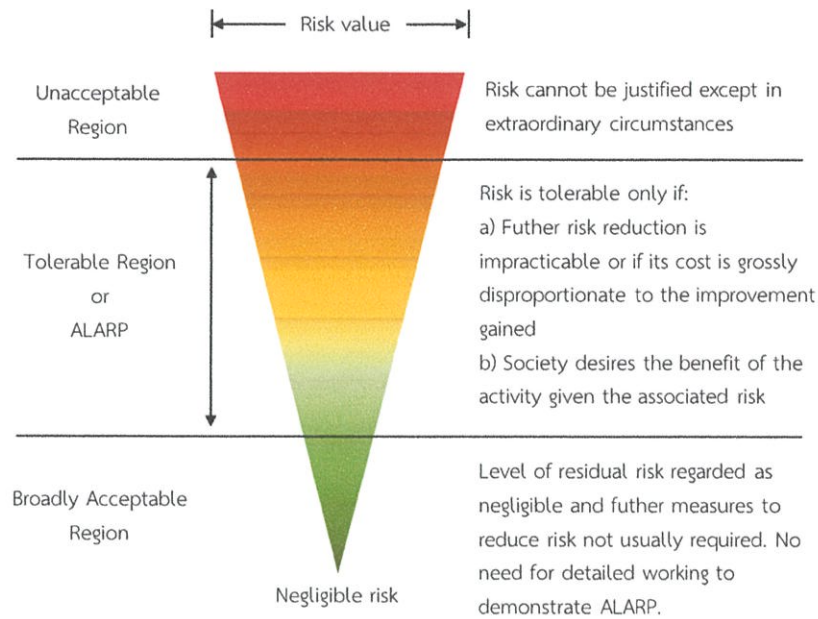 Risk value
Unacceptable
Region
Risk cannot be justified except in
extraordinary circumstances
Tolerable Region
or
ALARP
Risk is tolerable only if:
a) Futher risk reduction is
impracticable or if its cost is grossly
disproportionate to the improvement
gained
b) Society desires the benefit of the
activity given the associated risk
Broadly Acceptable
Region
Level of residual risk regarded as
negligible and futher measures to
reduce risk not usually required. No
need for detailed working to
demonstrate ALARP.
Negligible risk